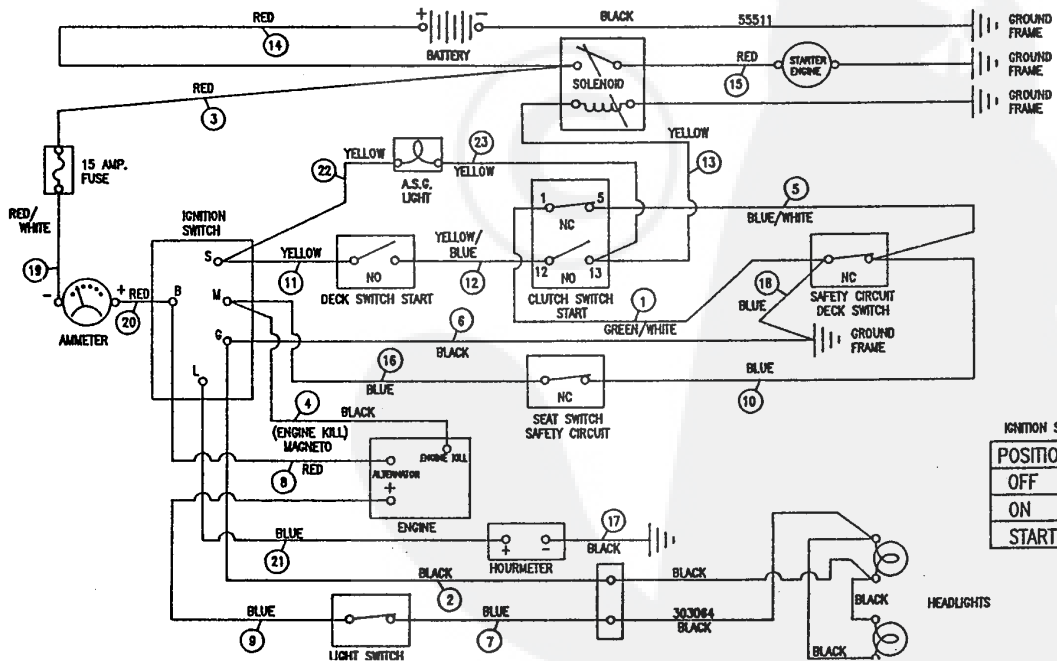 RED
14
+
-
BATTERY
BLACK
55511
GROUND
FRAME
RED
3
SOLENOID
RED
15
STARTER
ENGINE
GROUND
FRAME
GROUND
FRAME
15 AMP.
FUSE
YELLOW
22
A.S.G.
LIGHT
23
YELLOW
YELLOW
13
RED/
WHITE
19
-
+
AMMETER
RED
20
IGNITION
SWITCH
S
B
M
G
L
YELLOW
11
NO
DECK SWITCH START
YELLOW/
BLUE
12
1
5
NC
12
NO
13
CLUTCH SWITCH
START
5
BLUE/WHITE
1
GREEN/WHITE
18
BLUE
NC
SAFETY CIRCUIT
DECK SWITCH
6
BLACK
GROUND
FRAME
16
BLUE
NC
SEAT SWITCH
SAFETY CIRCUIT
BLUE
10
4
BLACK
(ENGINE KILL)
MAGNETO
ENGINE KILL
8
RED
ALTERNATOR
+
ENGINE
IGNITION S
POSITIO
OFF
ON
START
BLUE
21
+
-
HOURMETER
17
BLACK
BLACK
2
BLACK
BLUE
9
LIGHT SWITCH
BLUE
7
303064
BLACK
BLACK
BLACK
HEADLIGHTS